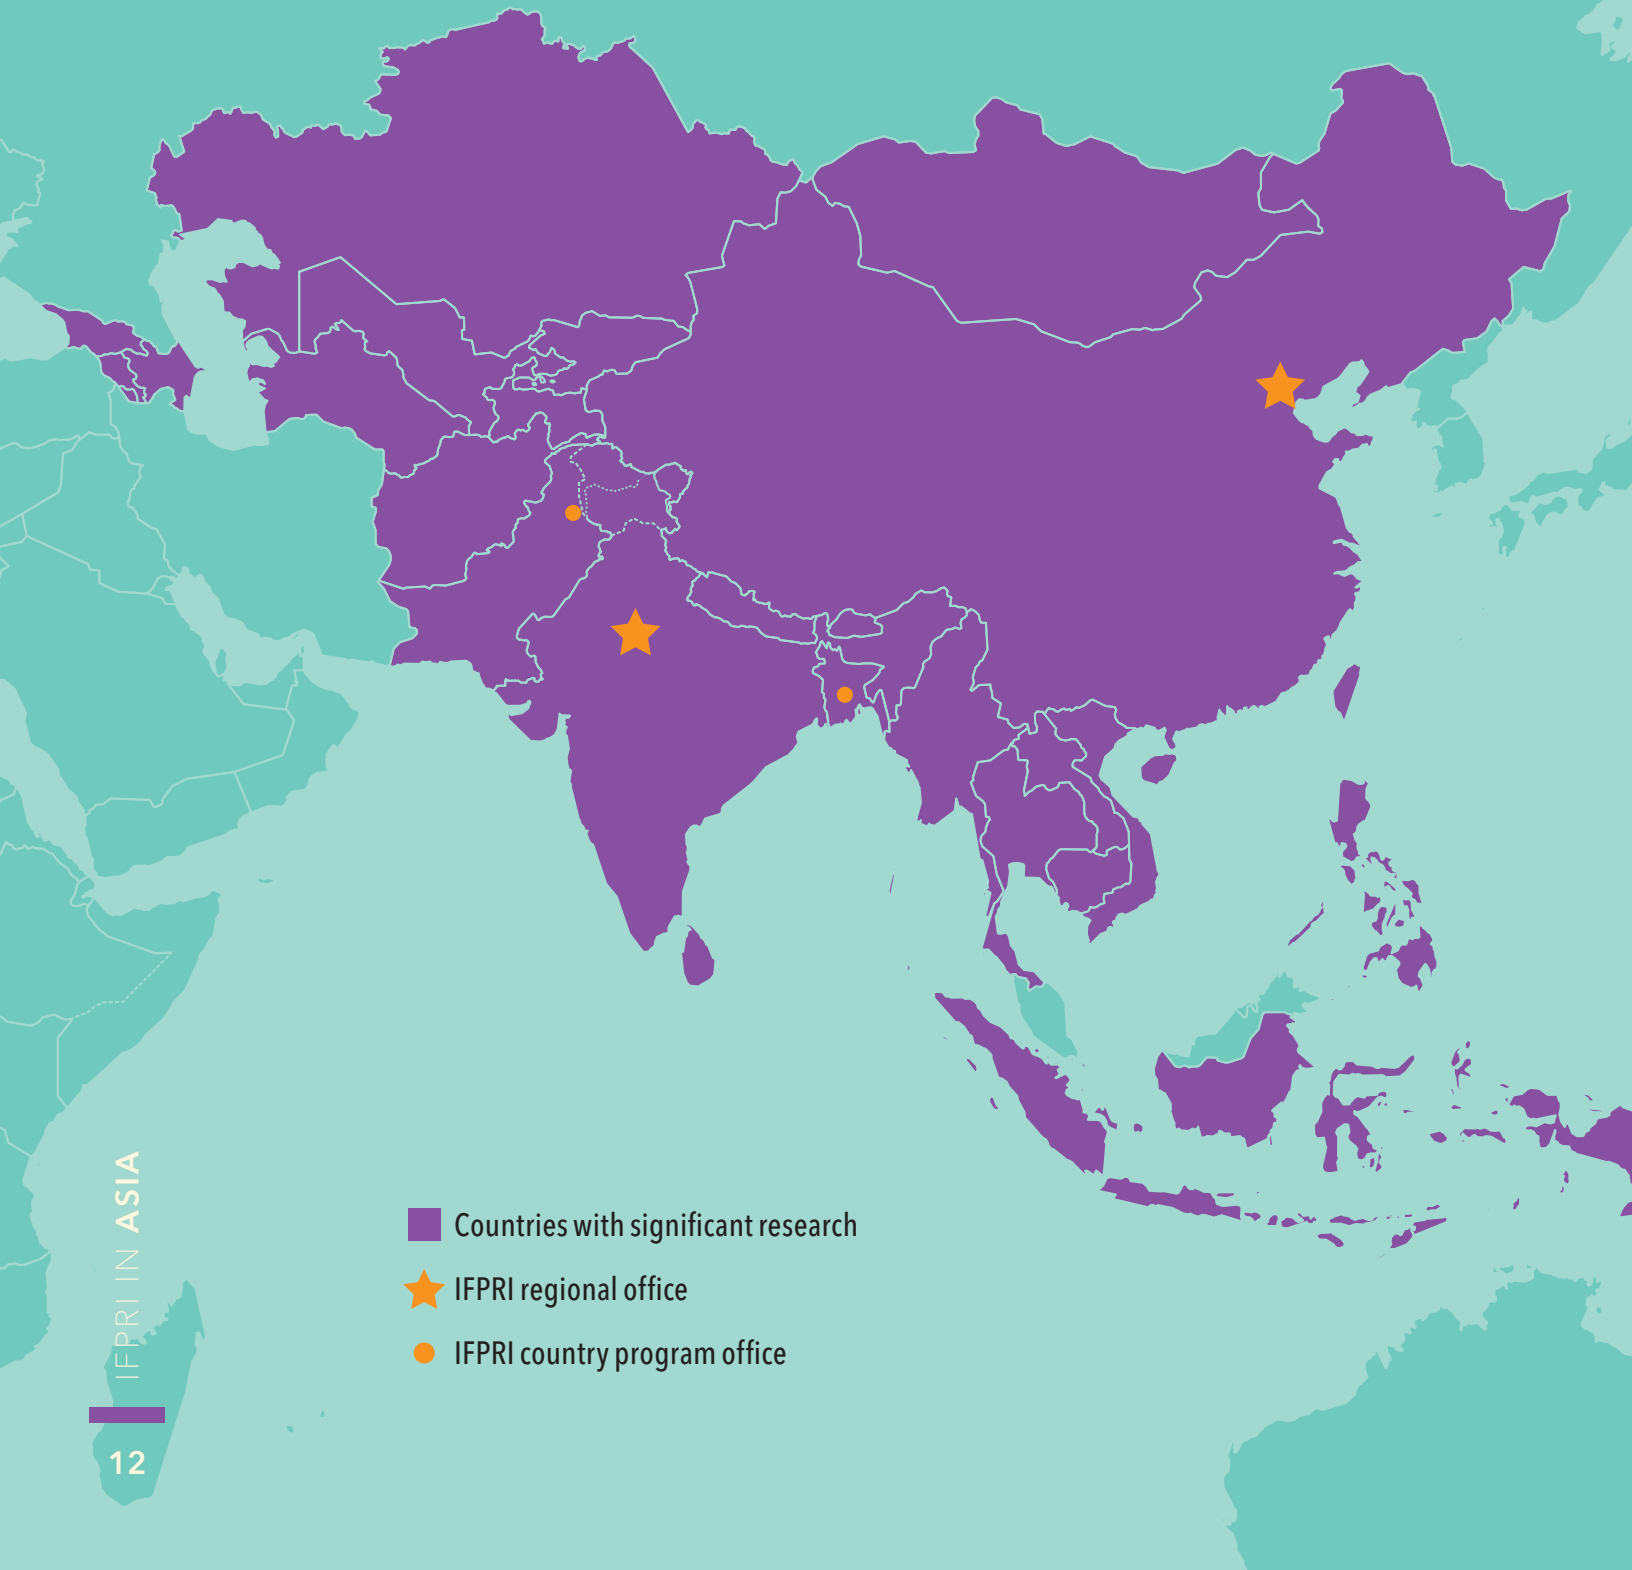 Countries with significant research
IFPRI regional office
IFPRI country program office
IFPRI IN ASIA
12